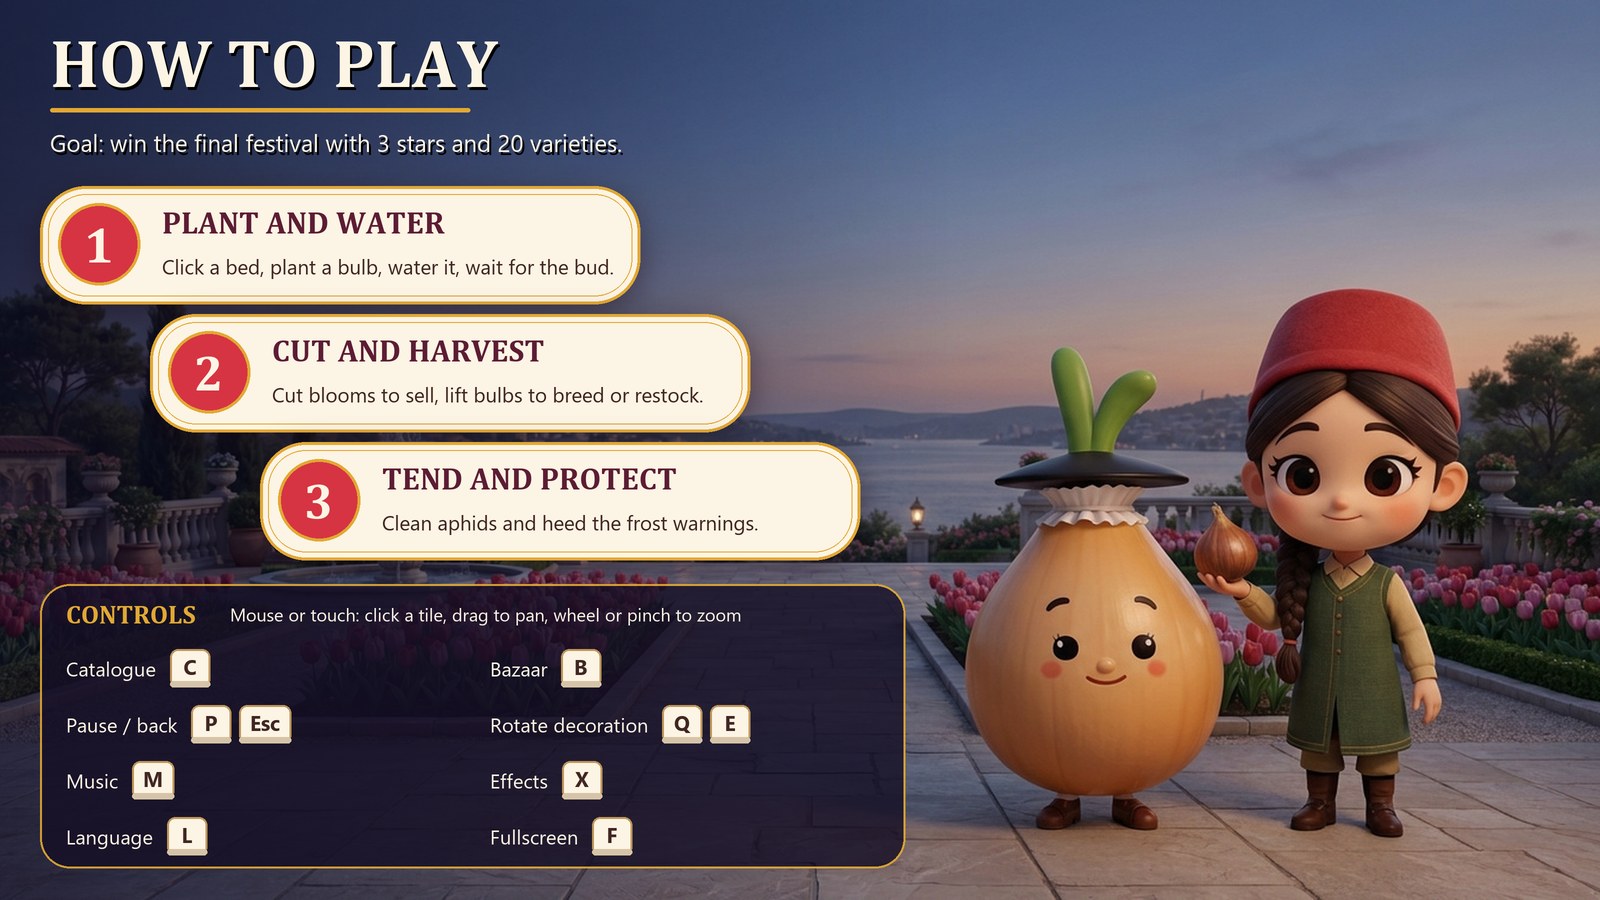 HOW TO PLAY
Goal: win the final festival with 3 stars and 20 varieties.
1
PLANT AND WATER
Click a bed, plant a bulb, water it, wait for the bud.
2
CUT AND HARVEST
Cut blooms to sell, lift bulbs to breed or restock.
3
TEND AND PROTECT
Clean aphids and heed the frost warnings.
CONTROLS Mouse or touch: click a tile, drag to pan, wheel or pinch to zoom
Catalogue C Bazaar B
Pause / back P Esc Rotate decoration Q E
Music M Effects X
Language L Fullscreen F